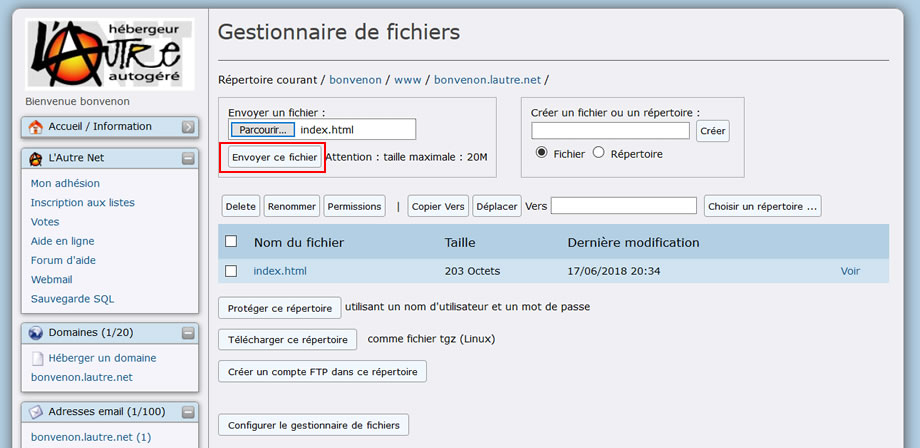 hébergeur
L'Autre
autogéré
Bienvenue bonvenon
Accueil / Information
L'Autre Net
Mon adhésion
Inscription aux listes
Votes
Aide en ligne
Forum d'aide
Webmail
Sauvegarde SQL
Domaines (1/20)
Héberger un domaine
bonvenon.lautre.net
Adresses email (1/100)
bonvenon.lautre.net (1)
Gestionnaire de fichiers
Répertoire courant / bonvenon / www / bonvenon.lautre.net /
Envoyer un fichier :
Parcourir... index.html
Envoyer ce fichier Attention : taille maximale : 20M
Créer un fichier ou un répertoire :
Créer
Fichier Répertoire
Delete Renommer Permissions | Copier Vers Déplacer Vers Choisir un répertoire ...
Nom du fichier Taille Dernière modification
index.html 203 Octets 17/06/2018 20:34 Voir
Protéger ce répertoire utilisant un nom d'utilisateur et un mot de passe
Télécharger ce répertoire comme fichier tgz (Linux)
Créer un compte FTP dans ce répertoire
Configurer le gestionnaire de fichiers